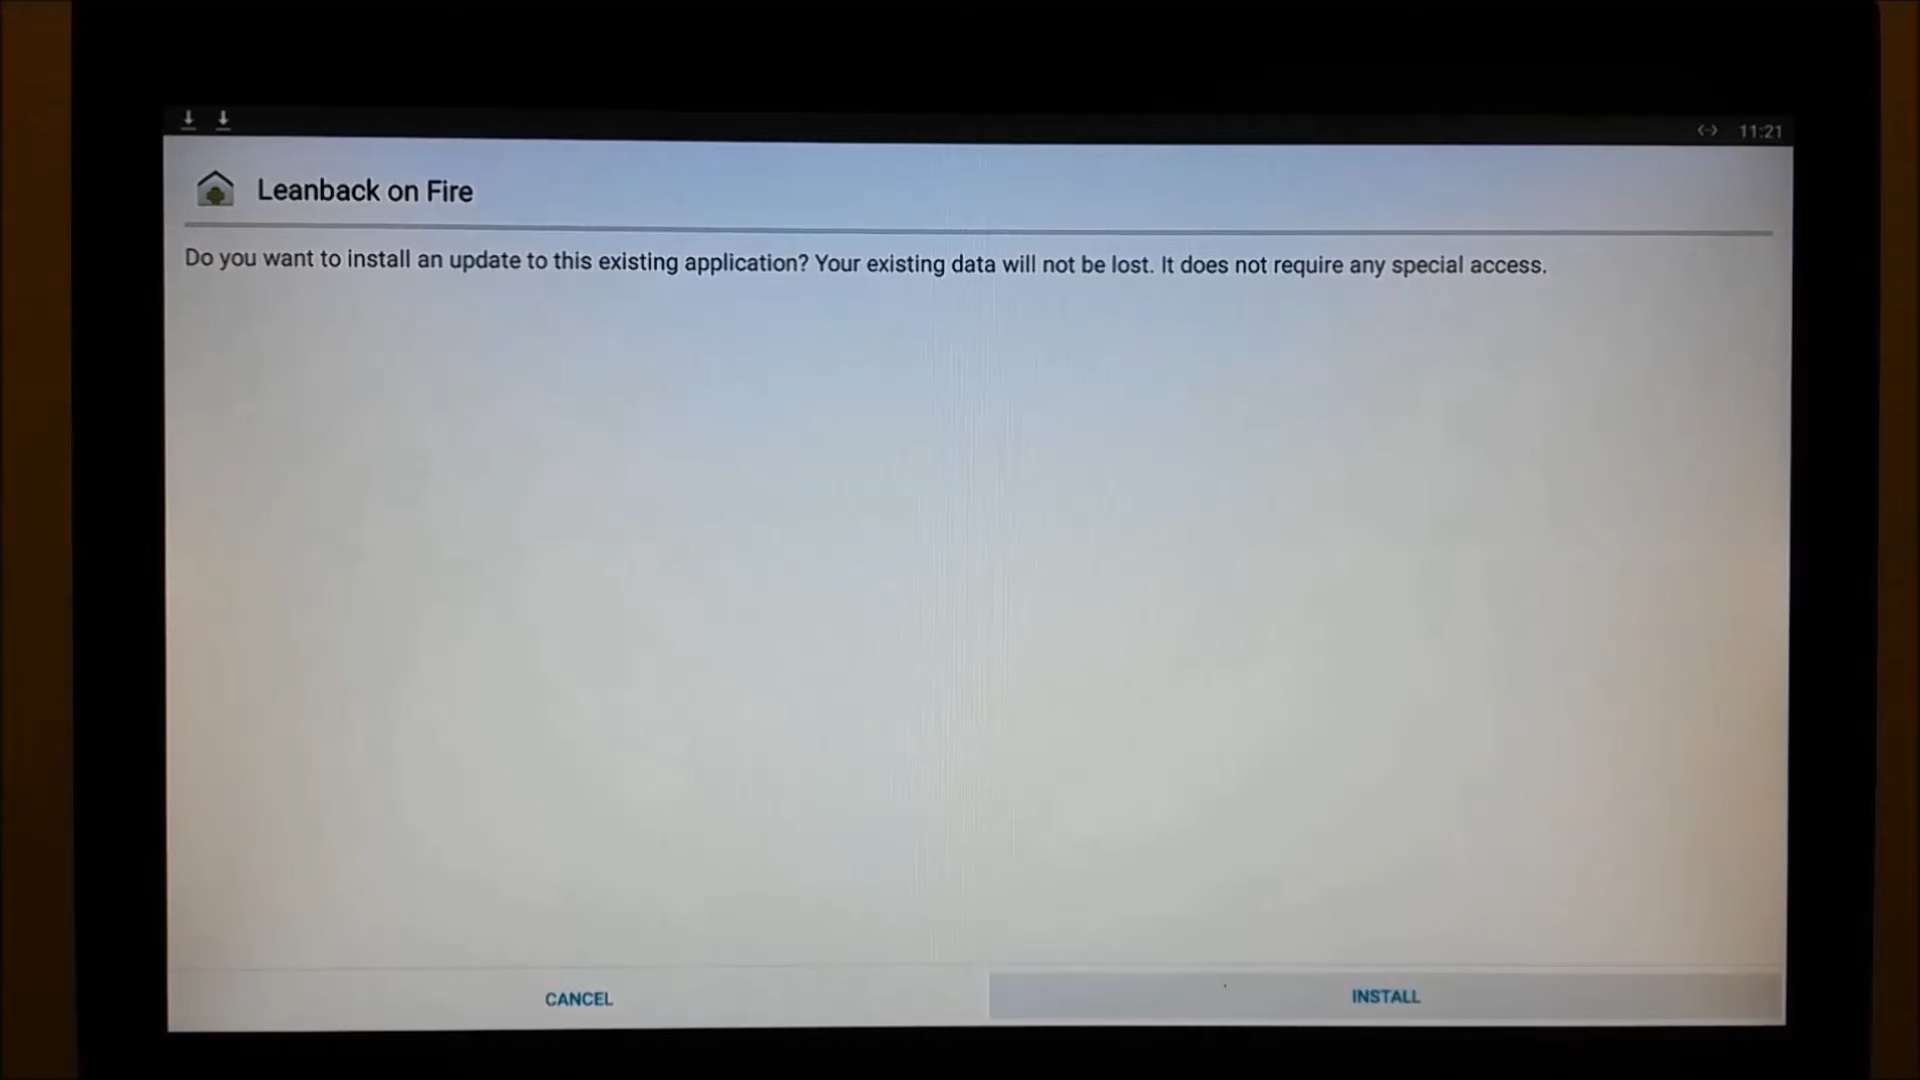 11:21
Leanback on Fire
Do you want to install an update to this existing application? Your existing data will not be lost. It does not require any special access.
CANCEL
INSTALL